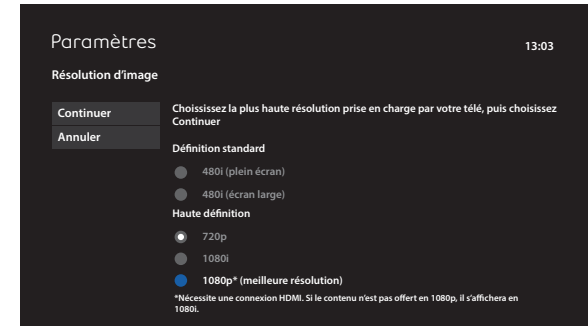 Paramètres
13:03
Résolution d'image
Continuer
Annuler
Choississez la plus haute résolution prise en charge par votre télé, puis choisissez
Continuer
Définition standard
480i (plein écran)
480i (écran large)
Haute définition
720p
1080i
1080p* (meilleure résolution)
*Nécessite une connexion HDMI. Si le contenu n'est pas offert en 1080p, il s'affichera en
1080i.